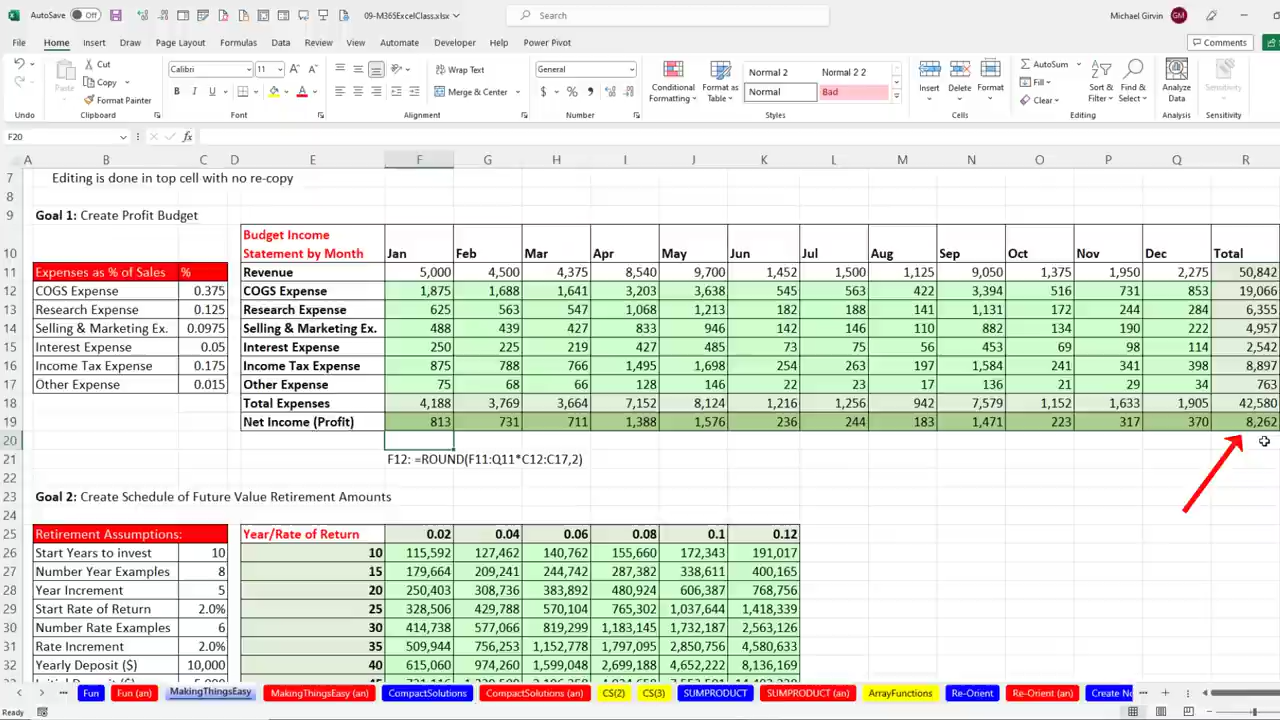 AutoSave Off 09-M365ExcelClass.xlsx Search Michael Girvin GM
File Home Insert Draw Page Layout Formulas Data Review View Automate Developer Help Power Pivot Comments
Cut Calibri 11 Wrap Text General Normal 2 Normal 2 2 AutoSum
Paste Copy Conditional Formatting Format as Table Insert Delete Format Fill Sort & Filter Find & Select Analyze Data Sensitivity
Format Painter Merge & Center Normal Bad Clear
Undo Clipboard Font Alignment Number Styles Cells Editing Analysis Sensitivity
F20 fx
A B C D E F G H I J K L M N O P Q R
7 Editing is done in top cell with no re-copy
8
9 Goal 1: Create Profit Budget
Budget Income
10 Statement by Month Jan Feb Mar Apr May Jun Jul Aug Sep Oct Nov Dec Total
11 Expenses as % of Sales % Revenue 5,000 4,500 4,375 8,540 9,700 1,452 1,500 1,125 9,050 1,375 1,950 2,275 50,842
12 COGS Expense 0.375 COGS Expense 1,875 1,688 1,641 3,203 3,638 545 563 422 3,394 516 731 853 19,066
13 Research Expense 0.125 Research Expense 625 563 547 1,068 1,213 182 188 141 1,131 172 244 284 6,355
14 Selling & Marketing Ex. 0.0975 Selling & Marketing Ex. 488 439 427 833 946 142 146 110 882 134 190 222 4,957
15 Interest Expense 0.05 Interest Expense 250 225 219 427 485 73 75 56 453 69 98 114 2,542
16 Income Tax Expense 0.175 Income Tax Expense 875 788 766 1,495 1,698 254 263 197 1,584 241 341 398 8,897
17 Other Expense 0.015 Other Expense 75 68 66 128 146 22 23 17 136 21 29 34 763
18 Total Expenses 4,188 3,769 3,664 7,152 8,124 1,216 1,256 942 7,579 1,152 1,633 1,905 42,580
19 Net Income (Profit) 813 731 711 1,388 1,576 236 244 183 1,471 223 317 370 8,262
20
21 F12: =ROUND(F11:Q11*C12:C17,2)
22
23 Goal 2: Create Schedule of Future Value Retirement Amounts
24
25 Retirement Assumptions: Year/Rate of Return 0.02 0.04 0.06 0.08 0.1 0.12
26 Start Years to invest 10 10 115,592 127,462 140,762 155,660 172,343 191,017
27 Number Year Examples 8 15 179,664 209,241 244,742 287,382 338,611 400,165
28 Year Increment 5 20 250,403 308,736 383,892 480,924 606,387 768,756
29 Start Rate of Return 2.0% 25 328,506 429,788 570,104 765,302 1,037,644 1,418,339
30 Number Rate Examples 6 30 414,738 577,066 819,299 1,183,145 1,732,187 2,563,126
31 Rate Increment 2.0% 35 509,944 756,253 1,152,778 1,797,095 2,850,756 4,580,633
32 Yearly Deposit ($) 10,000 40 615,060 974,260 1,599,048 2,699,188 4,652,222 8,136,169
Fun Fun (an) MakingThingsEasy MakingThingsEasy (an) CompactSolutions CompactSolutions (an) CS(2) CS(3) SUMPRODUCT SUMPRODUCT (an) ArrayFunctions Re-Orient Re-Orient (an)
Ready